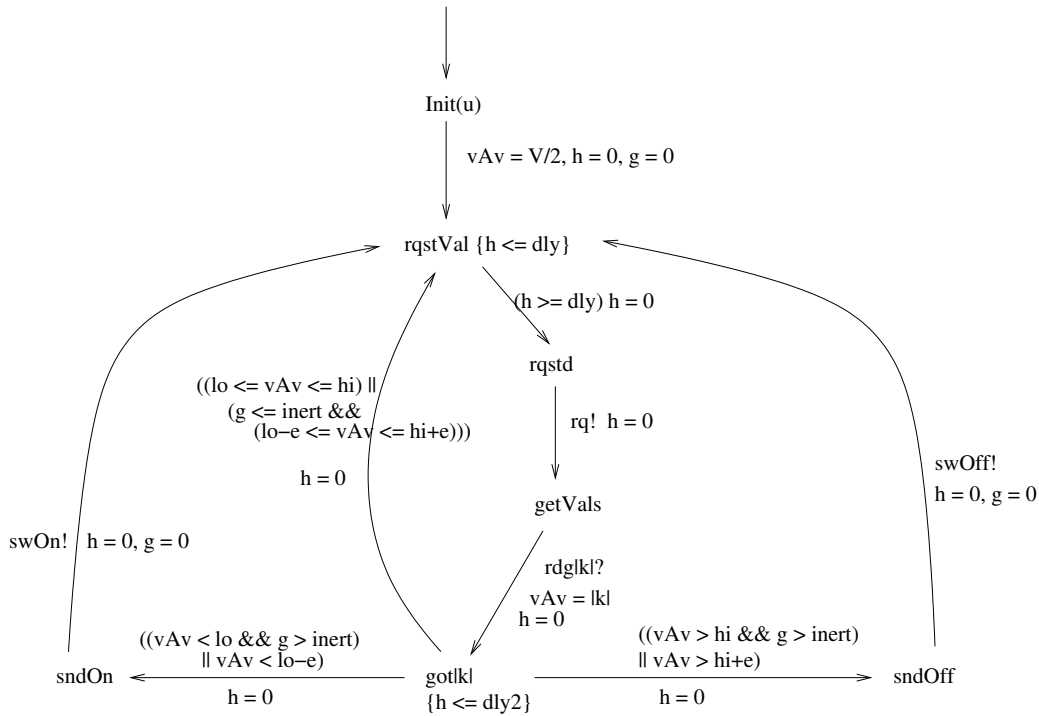 Init(u)
vAv = V/2, h = 0, g = 0
rqstVal {h <= dly}
(h >= dly) h = 0
rqstd
((lo <= vAv <= hi) ||
(g <= inert &&
(lo−e <= vAv <= hi+e)))
h = 0
rq! h = 0
getVals
swOff!
h = 0, g = 0
swOn! h = 0, g = 0
rdg|k|?
vAv = |k|
h = 0
((vAv < lo && g > inert)
|| vAv < lo−e)
h = 0
((vAv > hi && g > inert)
|| vAv > hi+e)
h = 0
sndOn
got|k|
{h <= dly2}
sndOff